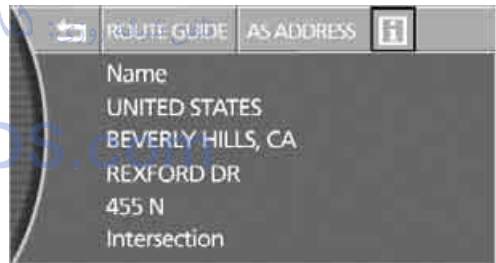 ROUTE GUIDE AS ADDRESS i
Name
UNITED STATES
BEVERLY HILLS, CA
REXFORD DR
455 N
Intersection